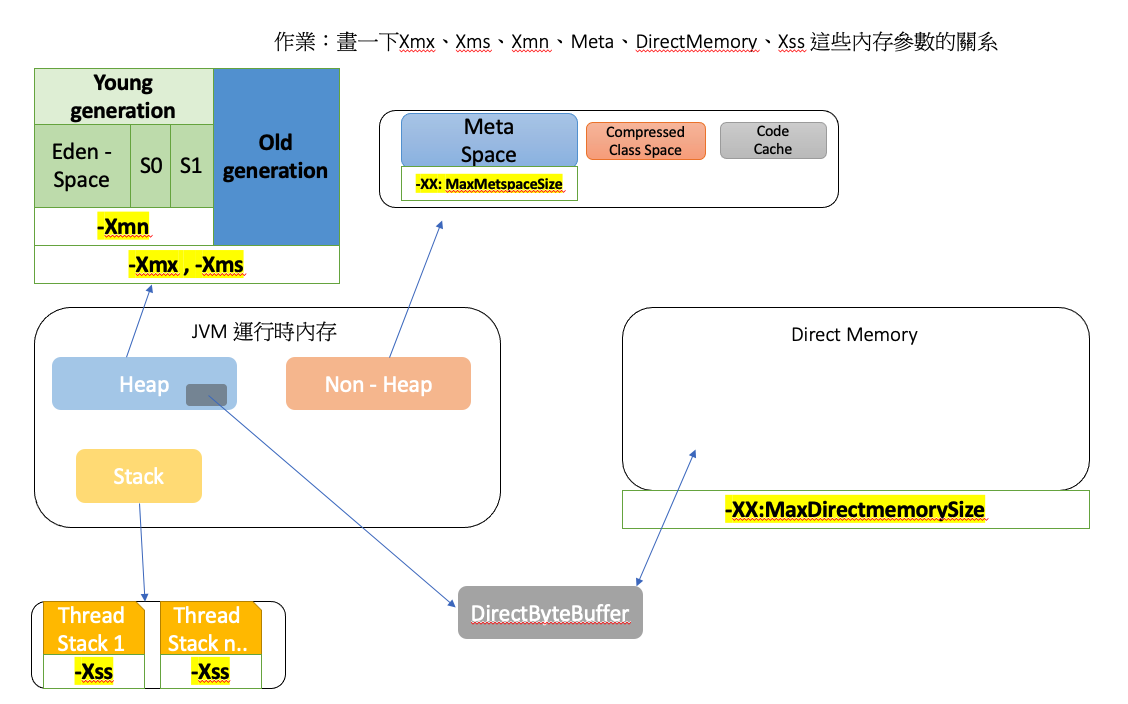 作業：畫一下Xmx、Xms、Xmn、Meta、DirectMemory、Xss 這些內存參數的關系
Young
generation
Eden -
Space
S0
S1
Old
generation
-Xmn
-Xmx , -Xms
Meta
Space
-XX: MaxMetspaceSize
Compressed
Class Space
Code
Cache
JVM 運行時內存
Heap
Non - Heap
Stack
Direct Memory
-XX:MaxDirectmemorySize
DirectByteBuffer
Thread
Stack 1
-Xss
Thread
Stack n..
-Xss